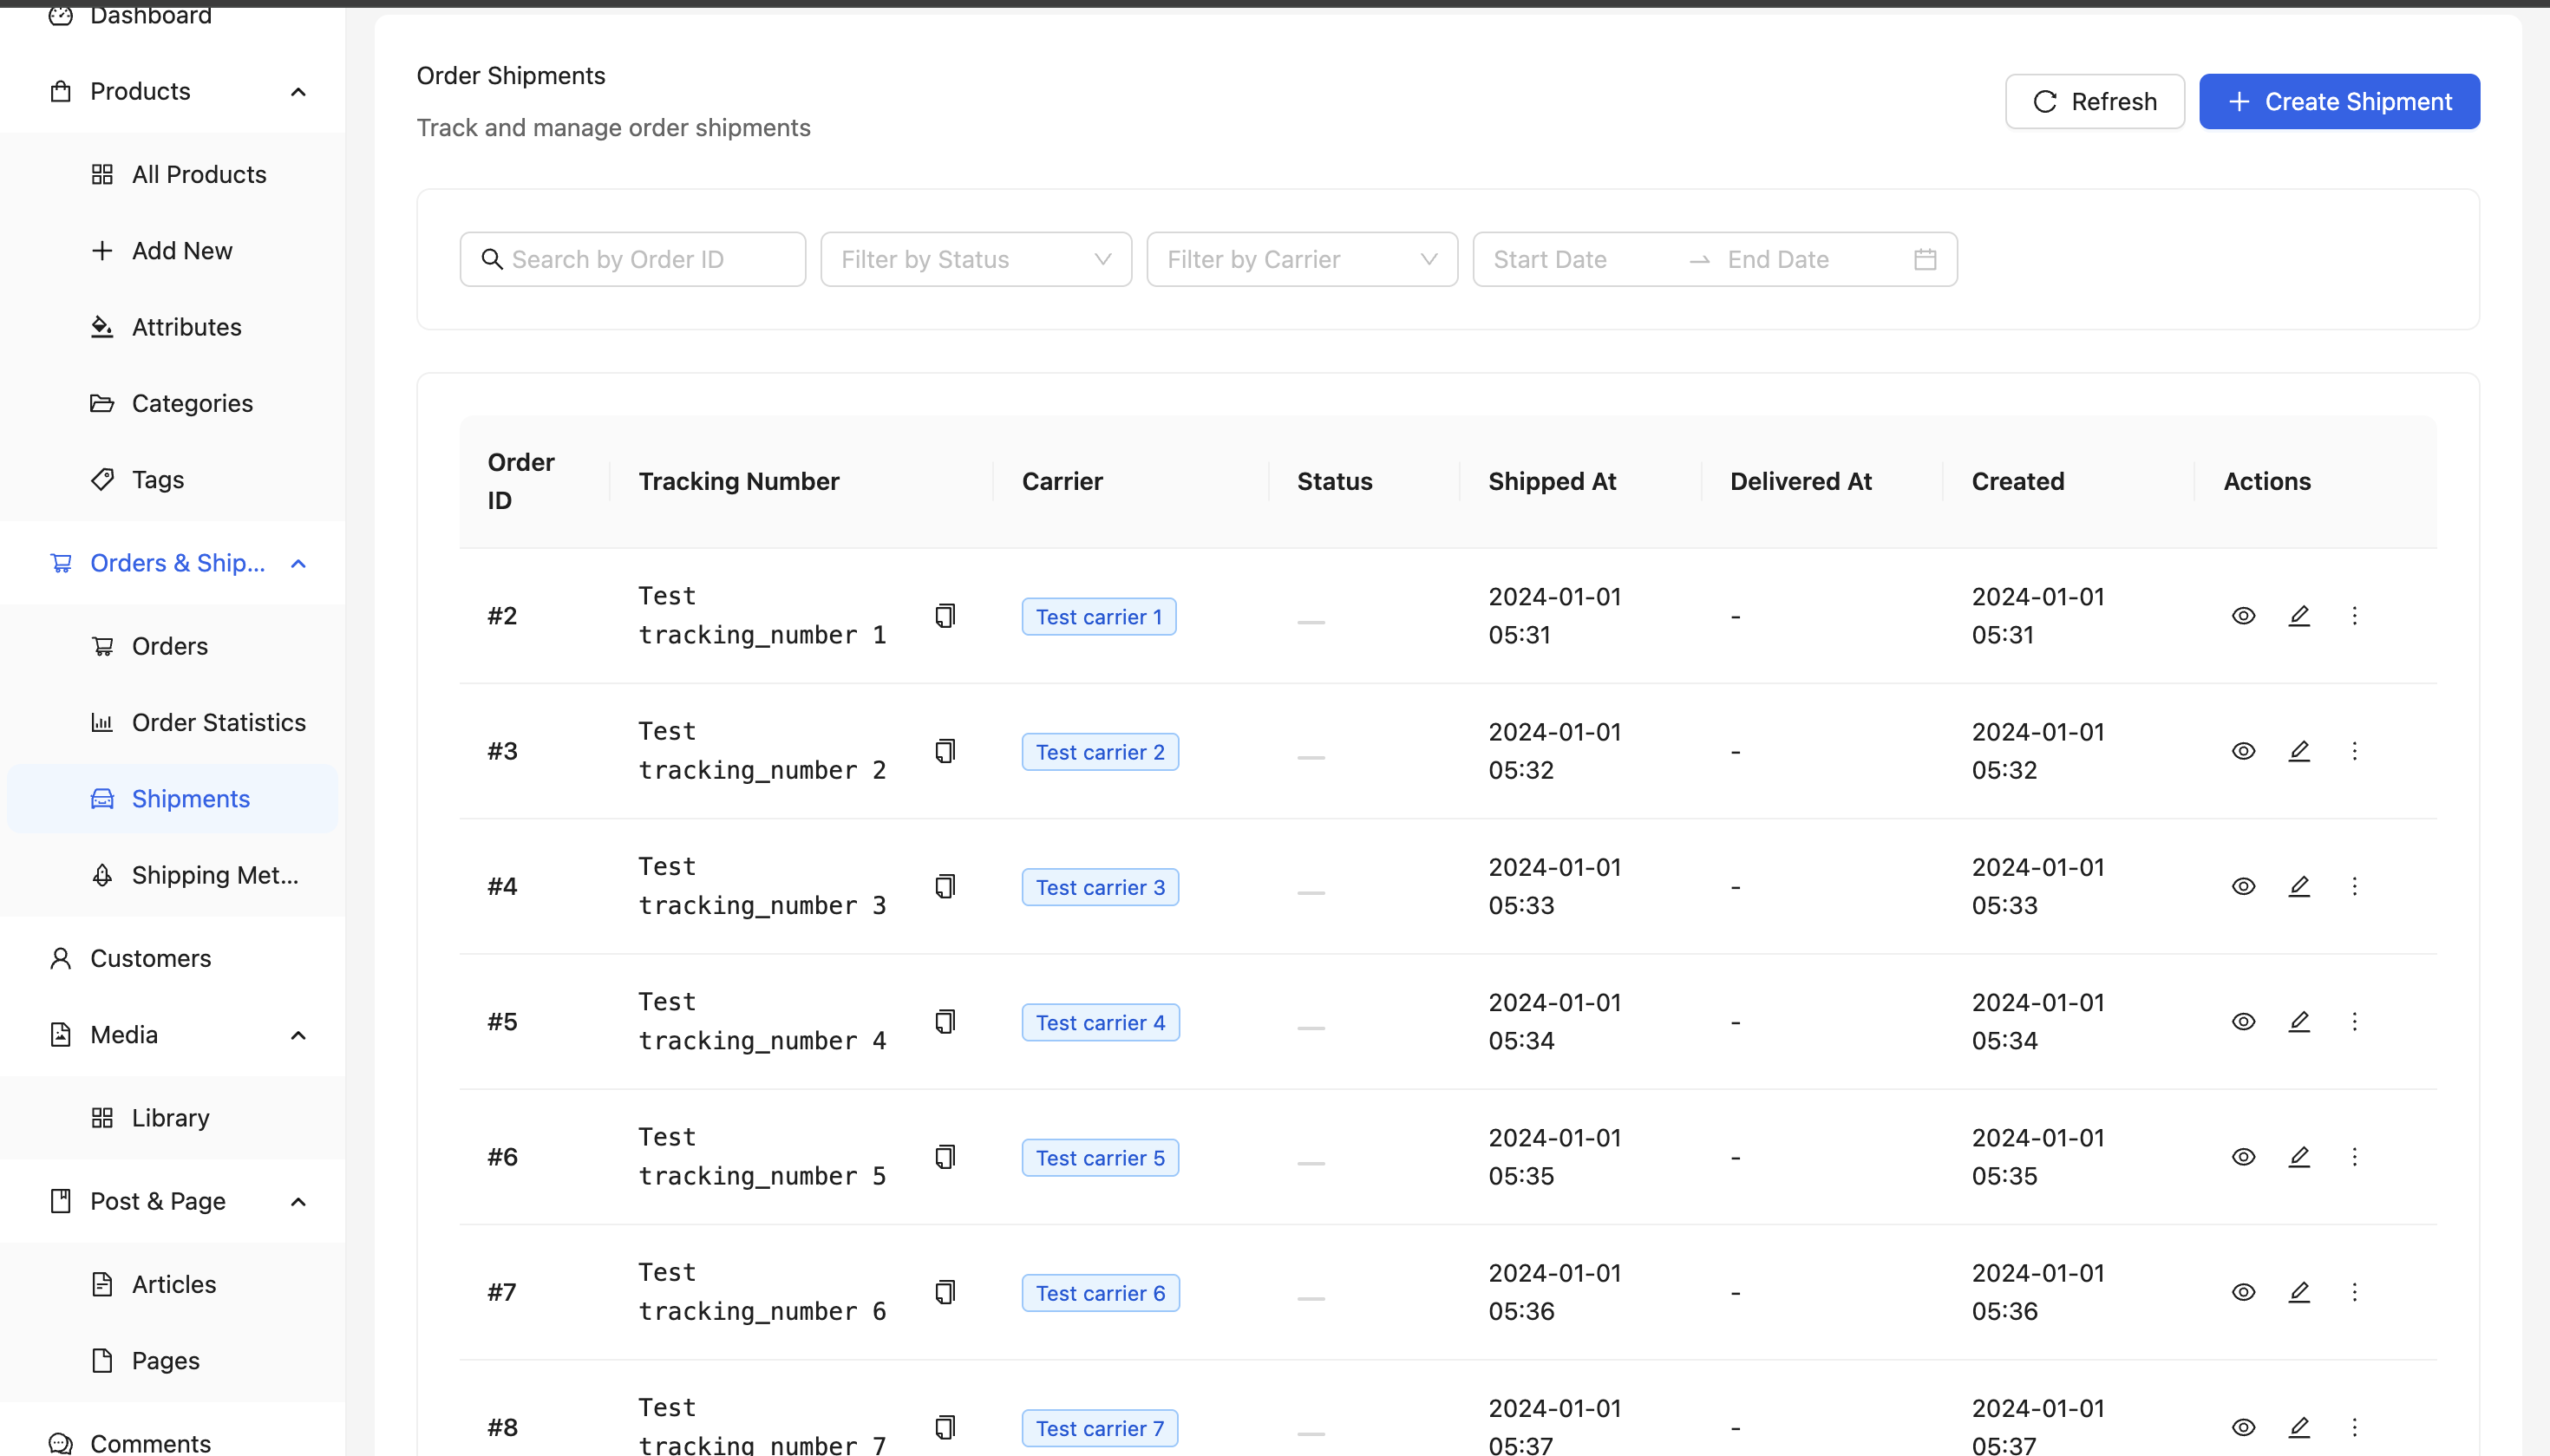 Dashboard
Products
All Products
Add New
Attributes
Categories
Tags
Orders & Ship...
Orders
Order Statistics
Shipments
Shipping Met...
Customers
Media
Library
Post & Page
Articles
Pages
Comments
Order Shipments
Track and manage order shipments
Refresh
Create Shipment
Search by Order ID
Filter by Status
Filter by Carrier
Start Date
End Date
Order ID
Tracking Number
Carrier
Status
Shipped At
Delivered At
Created
Actions
#2
Test
tracking_number 1
Test carrier 1
2024-01-01
05:31
-
2024-01-01
05:31
#3
Test
tracking_number 2
Test carrier 2
2024-01-01
05:32
-
2024-01-01
05:32
#4
Test
tracking_number 3
Test carrier 3
2024-01-01
05:33
-
2024-01-01
05:33
#5
Test
tracking_number 4
Test carrier 4
2024-01-01
05:34
-
2024-01-01
05:34
#6
Test
tracking_number 5
Test carrier 5
2024-01-01
05:35
-
2024-01-01
05:35
#7
Test
tracking_number 6
Test carrier 6
2024-01-01
05:36
-
2024-01-01
05:36
#8
Test
tracking_number 7
Test carrier 7
2024-01-01
05:37
-
2024-01-01
05:37